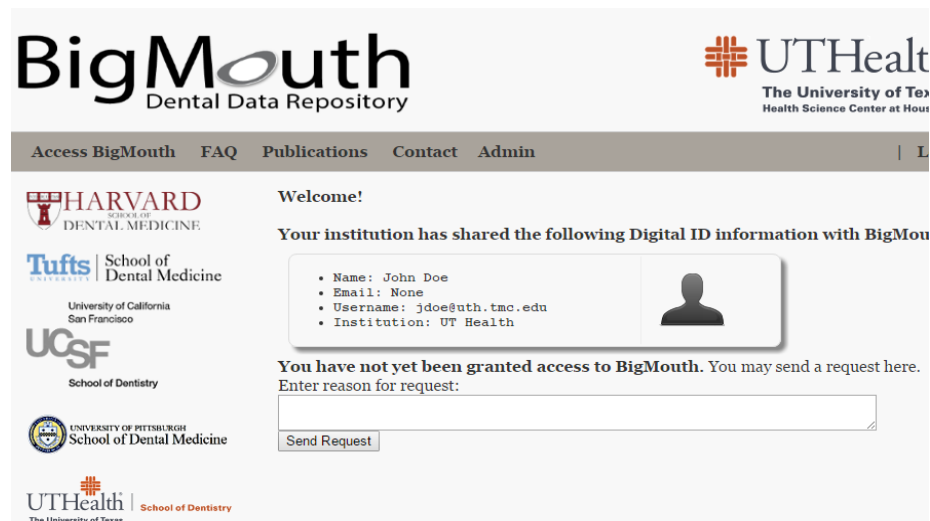 BigMouth
Dental Data Repository
UTHealt
The University of Tex
Health Science Center at Hous
Access BigMouth FAQ Publications Contact Admin | L
HARVARD
SCHOOL OF
DENTAL MEDICINE
Tufts School of
UNIVERSITY Dental Medicine
University of California
San Francisco
UCSF
School of Dentistry
UNIVERSITY OF PITTSBURGH
School of Dental Medicine
UTHealth School of Dentistry
The University of Texas
Welcome!
Your institution has shared the following Digital ID information with BigMou
Name: John Doe
Email: None
Username: jdoe@uth.tmc.edu
Institution: UT Health
You have not yet been granted access to BigMouth. You may send a request here.
Enter reason for request:
Send Request